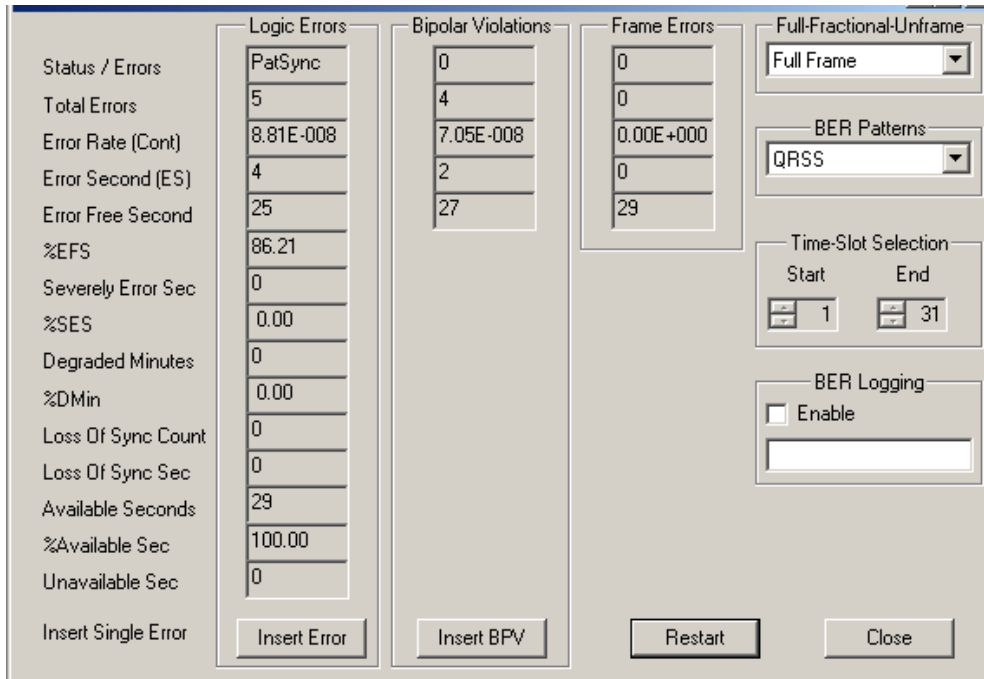 Logic Errors Bipolar Violations Frame Errors Full-Fractional-Unframe
Status / Errors PatSync 0 0 Full Frame
Total Errors 5 4 0
Error Rate (Cont) 8.81E-008 7.05E-008 0.00E+000 BER Patterns
Error Second (ES) 4 2 0 QRSS
Error Free Second 25 27 29
%EFS 86.21 Time-Slot Selection
Severely Error Sec 0 Start End
%SES 0.00 1 31
Degraded Minutes 0
%DMin 0.00 BER Logging
Loss Of Sync Count 0 Enable
Loss Of Sync Sec 0
Available Seconds 29
%Available Sec 100.00
Unavailable Sec 0
Insert Single Error Insert Error Insert BPV Restart Close